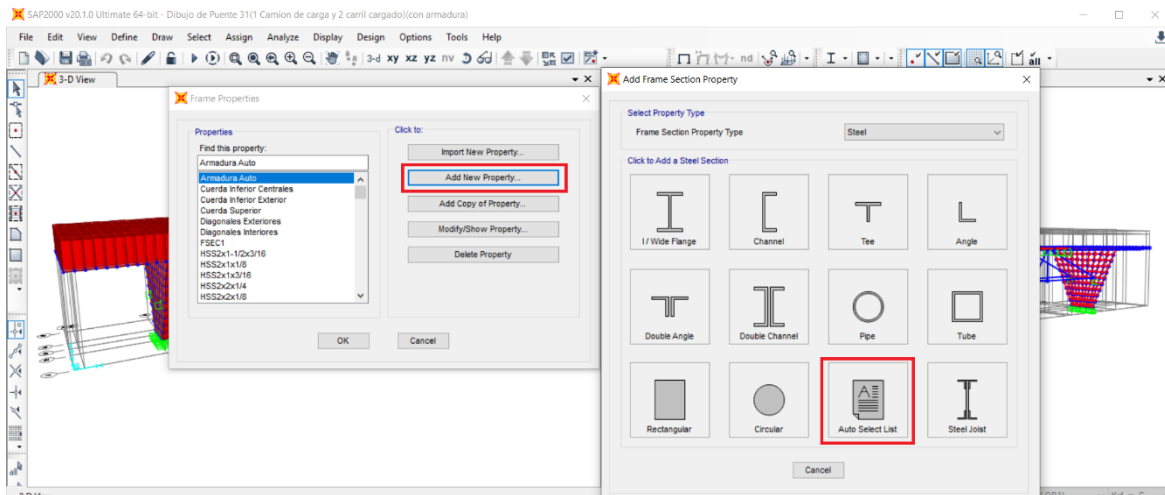 SAP2000 v20.1.0 Ultimate 64-bit - Dibujo de Puente 31(1 Camion de carga y 2 carril cargado)(con armadura)
File Edit View Define Draw Select Assign Analyze Display Design Options Tools Help
3-d xy xz yz nv
nd
3-D View
Frame Properties
Properties
Find this property:
Armadura Auto
Armadura Auto
Cuerda Inferior Centrales
Cuerda Inferior Exterior
Cuerda Superior
Diagonales Exteriores
Diagonales Interiores
FSEC1
HSS2x1-1/2x3/16
HSS2x1x1/8
HSS2x1x3/16
HSS2x2x1/4
HSS2x2x1/8
Click to:
Import New Property...
Add New Property...
Add Copy of Property...
Modify/Show Property...
Delete Property
OK
Cancel
Add Frame Section Property
Select Property Type
Frame Section Property Type
Steel
Click to Add a Steel Section
I / Wide Flange
Channel
Tee
Angle
Double Angle
Double Channel
Pipe
Tube
Rectangular
Circular
Auto Select List
Steel Joist
Cancel
all